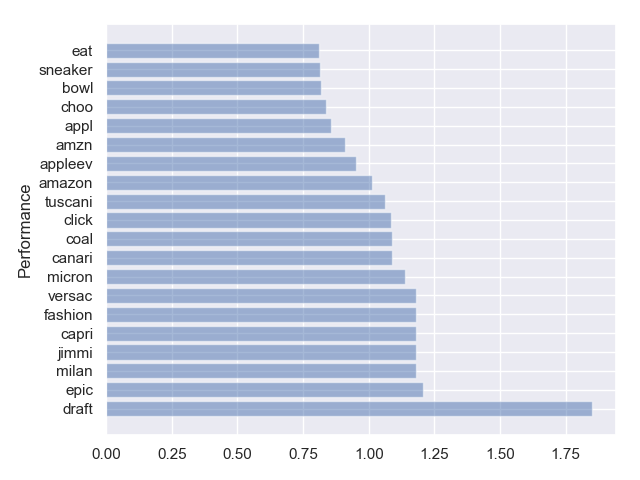 eat
sneaker
bowl
choo
appl
amzn
appleev
amazon
tuscani
click
coal
canari
micron
versac
fashion
capri
jimmi
milan
epic
draft
Performance
0.00 0.25 0.50 0.75 1.00 1.25 1.50 1.75